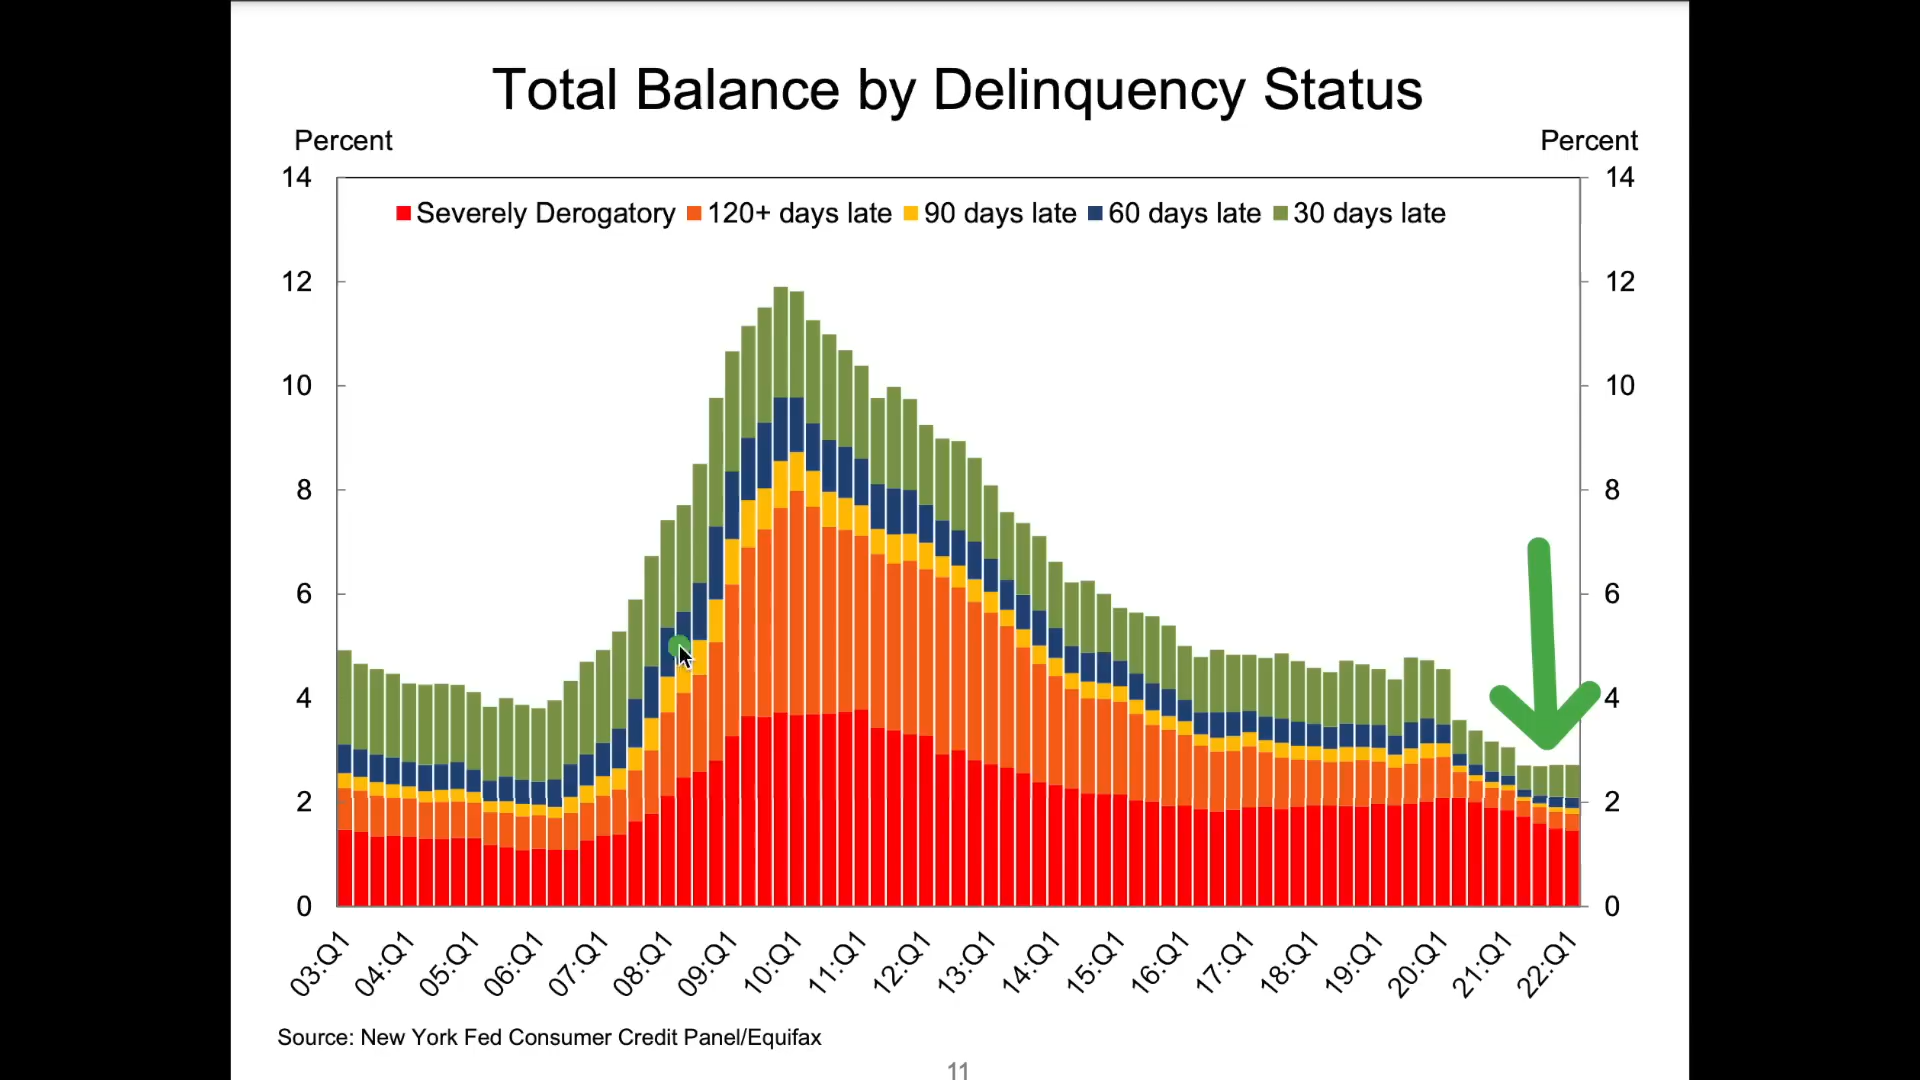 Total Balance by Delinquency Status
Percent Percent
14 14
Severely Derogatory 120+ days late 90 days late 60 days late 30 days late
12 12
10 10
8 8
6 6
4 4
2 2
0 0
03:Q1 04:Q1 05:Q1 06:Q1 07:Q1 08:Q1 09:Q1 10:Q1 11:Q1 12:Q1 13:Q1 14:Q1 15:Q1 16:Q1 17:Q1 18:Q1 19:Q1 20:Q1 21:Q1 22:Q1
Source: New York Fed Consumer Credit Panel/Equifax
11